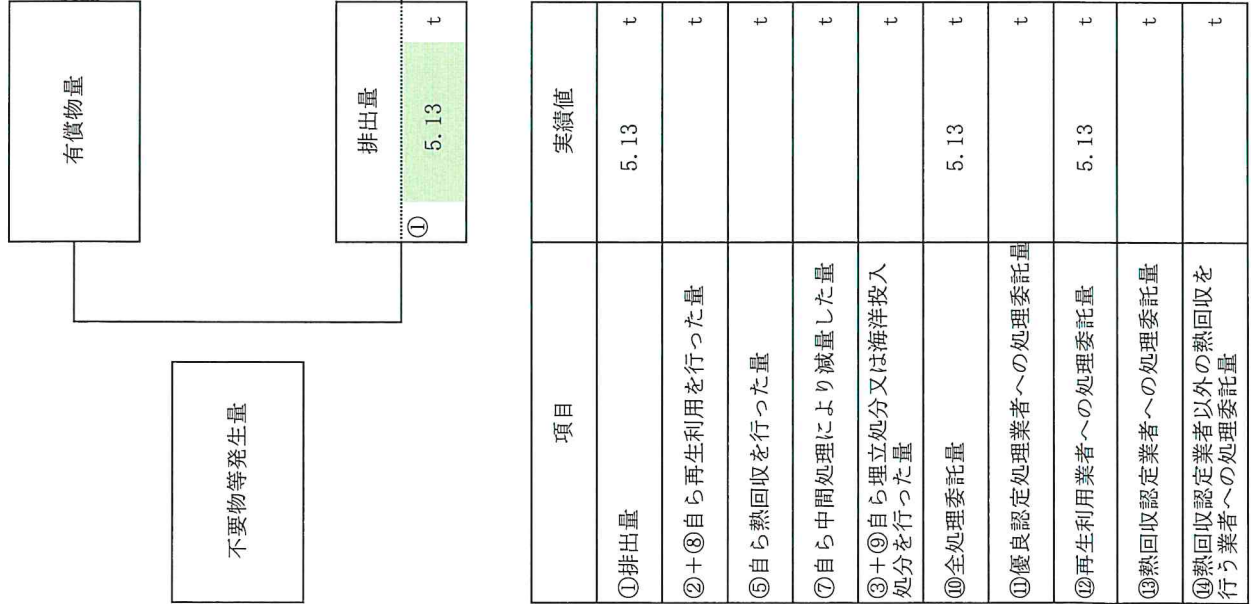 不要物等発生量
有償物量
排出量
① 5.13 t
項目 実績値
①排出量 5.13 t
②+⑧自ら再生利用を行った量 t
⑤自ら熱回収を行った量 t
⑦自ら中間処理により減量した量 t
③+⑨自ら埋立処分又は海洋投入
処分を行った量 t
⑩全処理委託量 5.13 t
⑪優良認定処理業者への処理委託量 t
⑫再生利用業者への処理委託量 5.13 t
⑬熱回収認定業者への処理委託量 t
⑭熱回収認定業者以外の熱回収を
行う業者への処理委託量 t